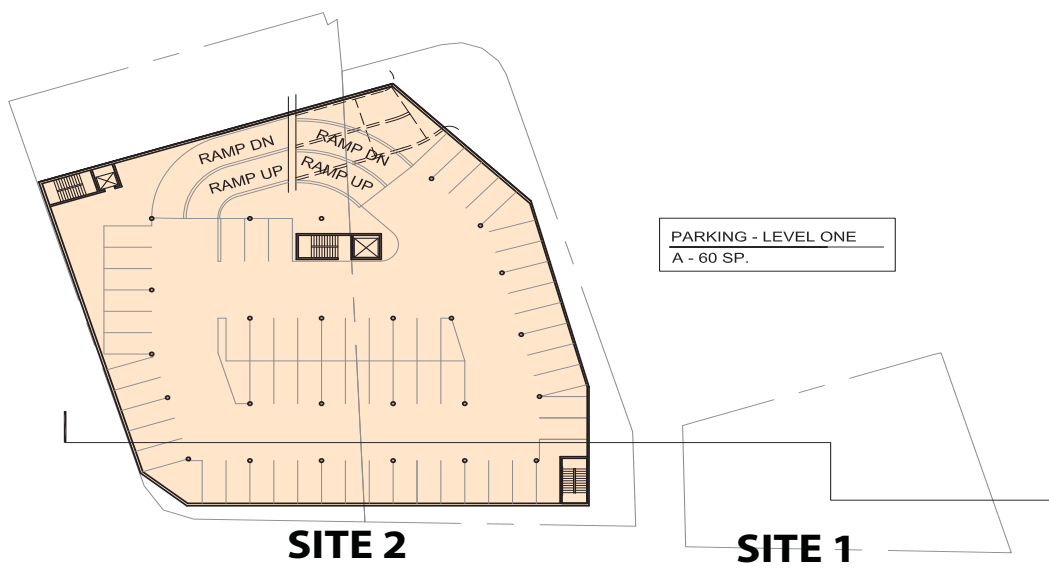 RAMP DN
RAMP DN
RAMP UP
RAMP UP
PARKING - LEVEL ONE
A - 60 SP.
SITE 2
SITE 1